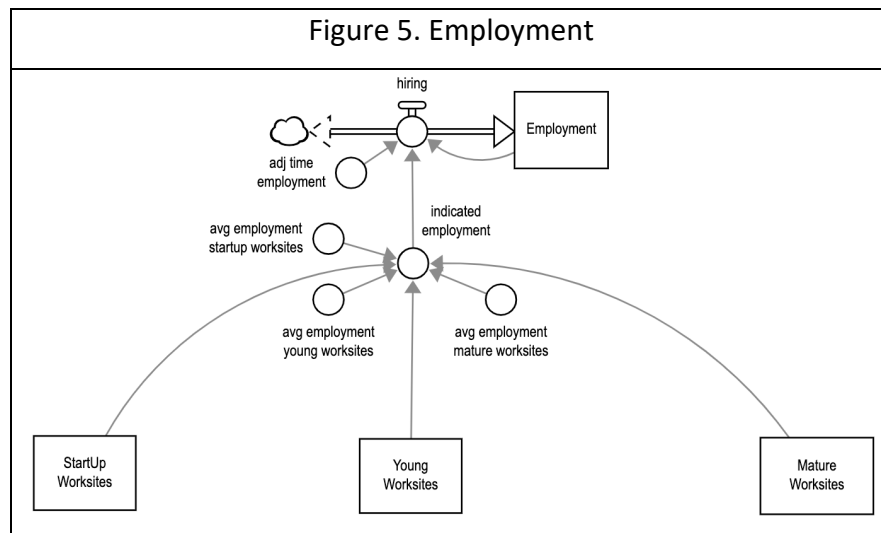 Figure 5. Employment
hiring
Employment
adj time
employment
indicated
employment
avg employment
startup worksites
avg employment
young worksites
avg employment
mature worksites
StartUp
Worksites
Young
Worksites
Mature
Worksites